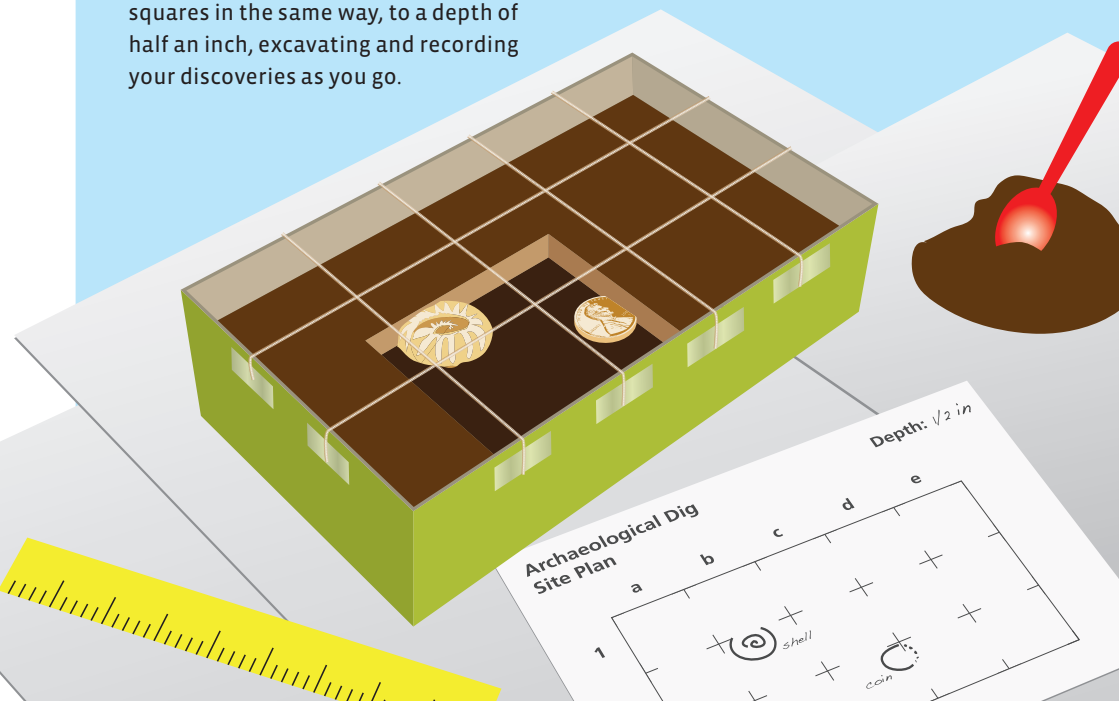 squares in the same way, to a depth of
half an inch, excavating and recording
your discoveries as you go.
Depth: 1/2 in
Archaeological Dig
Site Plan
a b c d e
1
shell
coin